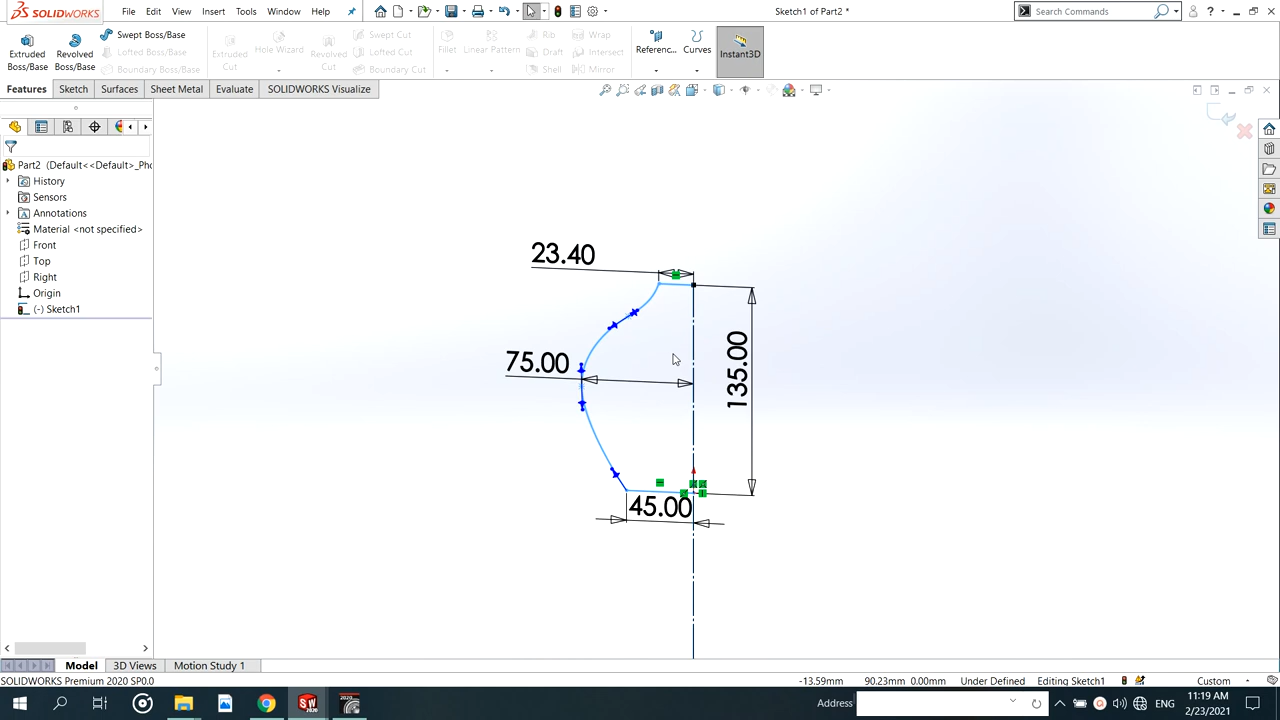 SOLIDWORKS File Edit View Insert Tools Window Help Sketch1 of Part2 * Search Commands
Extruded Boss/Base
Revolved Boss/Base
Swept Boss/Base
Lofted Boss/Base
Boundary Boss/Base
Extruded Cut
Hole Wizard
Revolved Cut
Swept Cut
Lofted Cut
Boundary Cut
Fillet
Linear Pattern
Rib
Draft
Shell
Wrap
Intersect
Mirror
Referenc...
Curves
Instant3D
Features Sketch Surfaces Sheet Metal Evaluate SOLIDWORKS Visualize
Part2 (Default<<Default>_Pho
History
Sensors
Annotations
Material <not specified>
Front
Top
Right
Origin
(-) Sketch1
23.40
75.00
135.00
45.00
Model 3D Views Motion Study 1
SOLIDWORKS Premium 2020 SP0.0 -13.59mm 90.23mm 0.00mm Under Defined Editing Sketch1 Custom
Address ENG 11:19 AM
2/23/2021